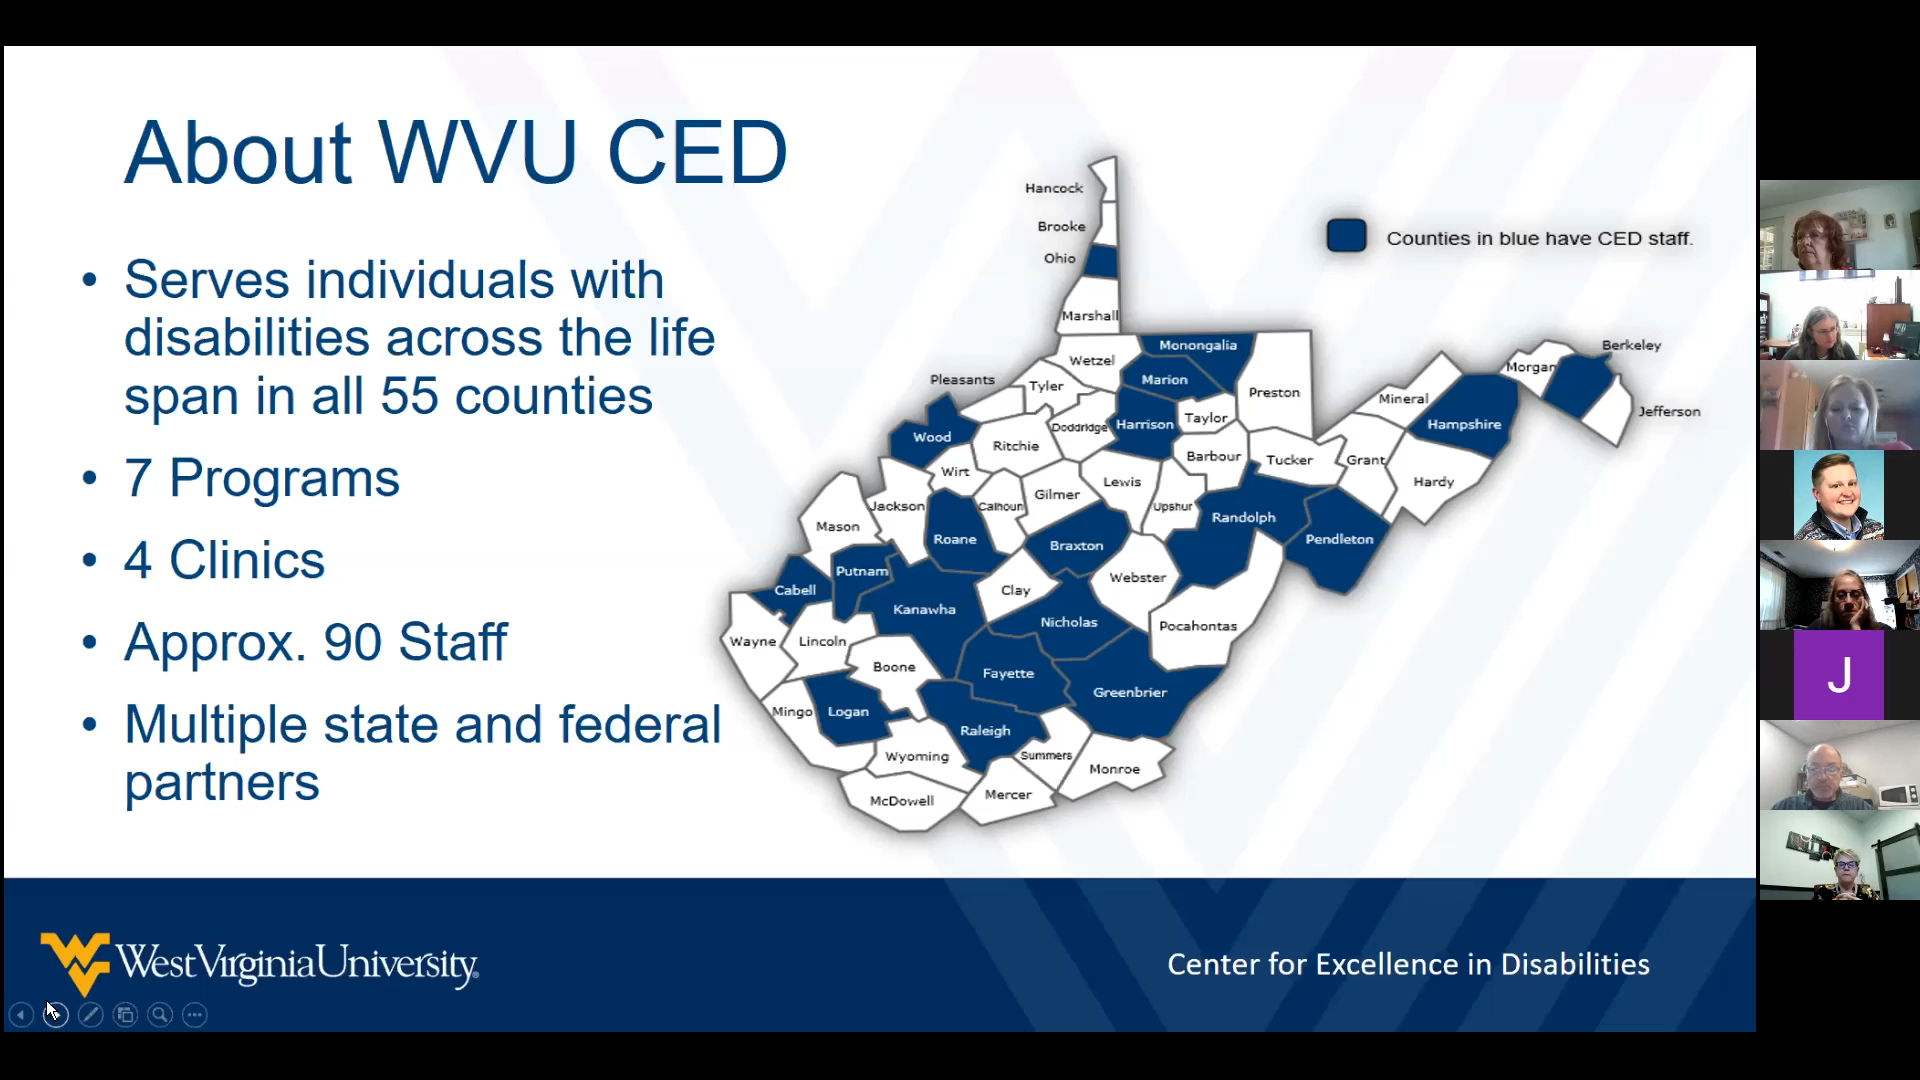 About WVU CED
• Serves individuals with
disabilities across the life
span in all 55 counties
• 7 Programs
• 4 Clinics
• Approx. 90 Staff
• Multiple state and federal
partners
Counties in blue have CED staff.
Hancock
Brooke
Ohio
Marshall
Wetzel
Monongalia
Marion
Preston
Pleasants
Tyler
Doddridge
Harrison
Taylor
Mineral
Morgan
Berkeley
Jefferson
Hampshire
Wood
Ritchie
Wirt
Barbour
Tucker
Grant
Hardy
Lewis
Gilmer
Calhoun
Jackson
Mason
Upshur
Randolph
Pendleton
Roane
Braxton
Webster
Putnam
Cabell
Kanawha
Clay
Nicholas
Pocahontas
Wayne
Lincoln
Boone
Fayette
Greenbrier
Mingo
Logan
Raleigh
Wyoming
Summers
Monroe
McDowell
Mercer
West Virginia University®
Center for Excellence in Disabilities
J